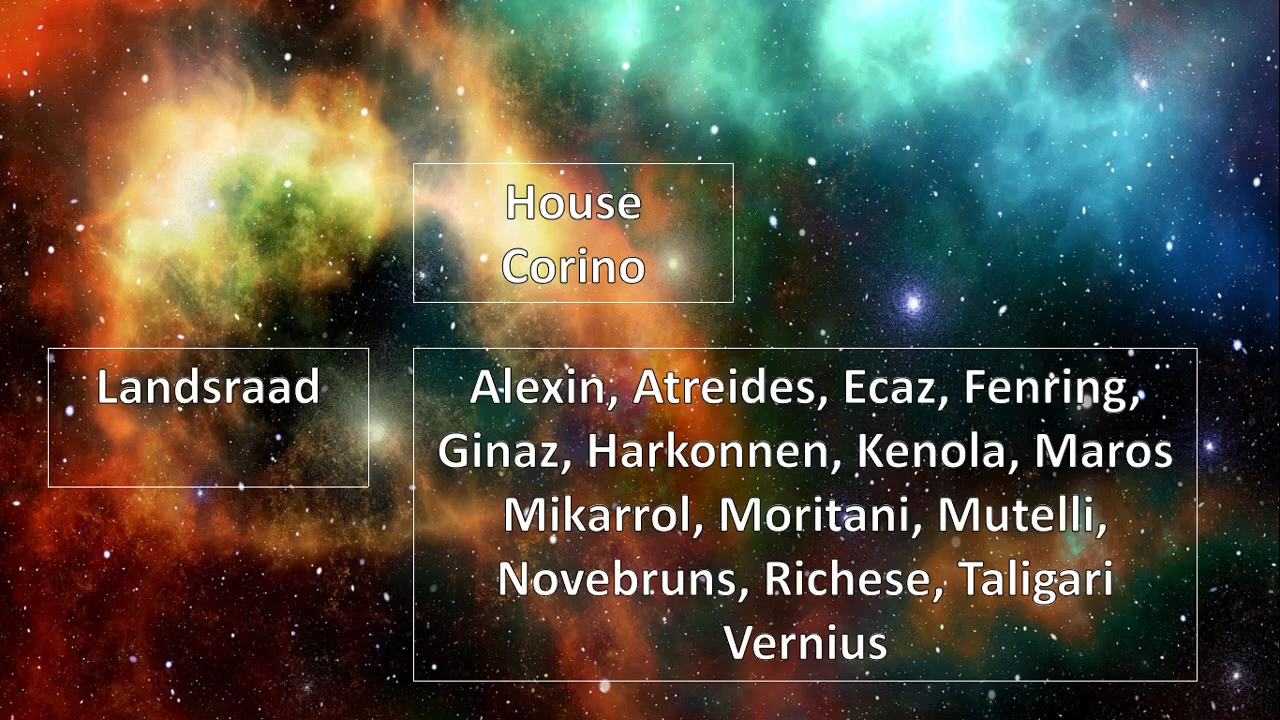 House
Corino
Landsraad
Alexin, Atreides, Ecaz, Fenring,
Ginaz, Harkonnen, Kenola, Maros
Mikarrol, Moritani, Mutelli,
Novebruns, Richese, Taligari
Vernius